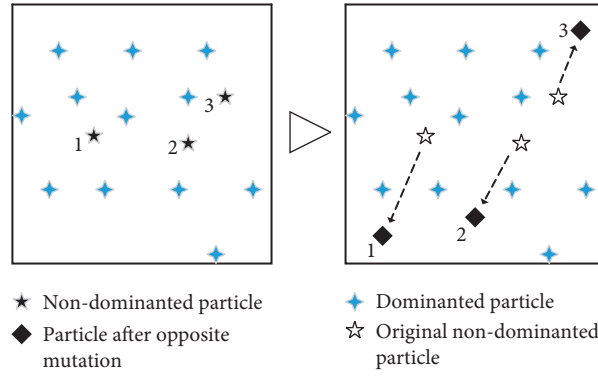 3
3
1
2
1
2
Non-dominanted particle
Particle after opposite
mutation
Dominanted particle
Original non-dominanted
particle